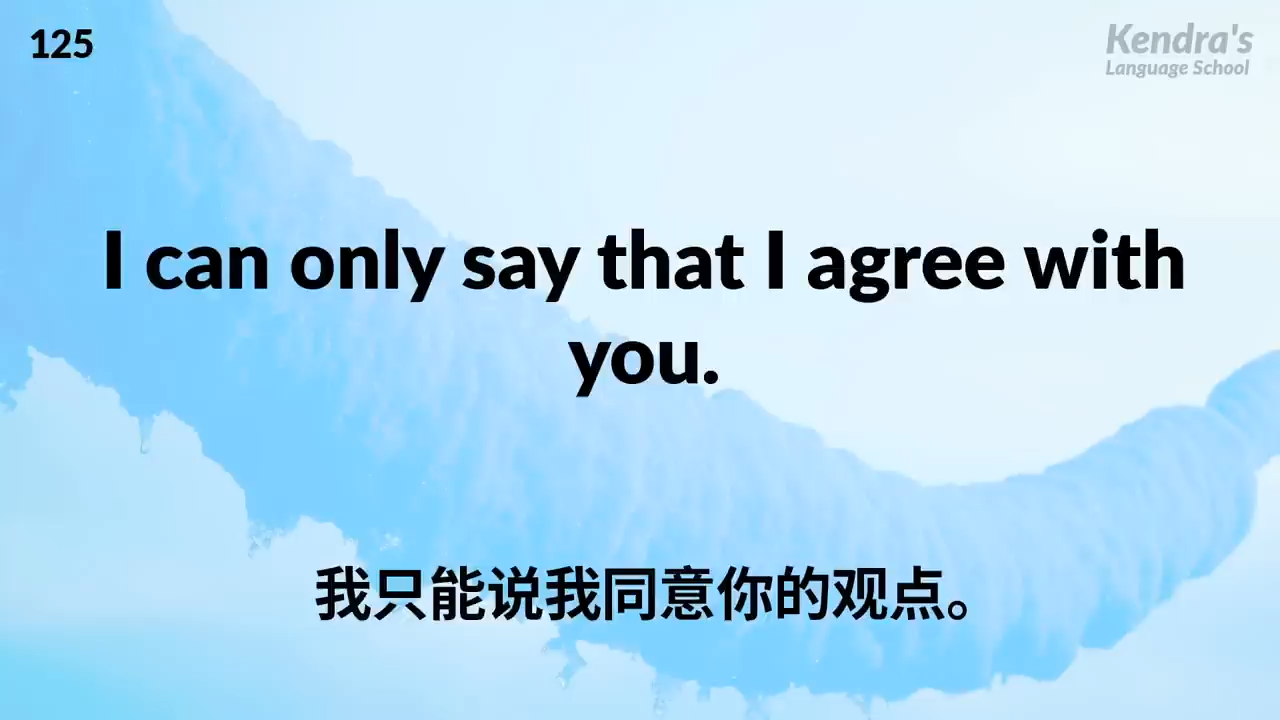 125
Kendra's
Language School
I can only say that I agree with
you.
我只能说我同意你的观点。